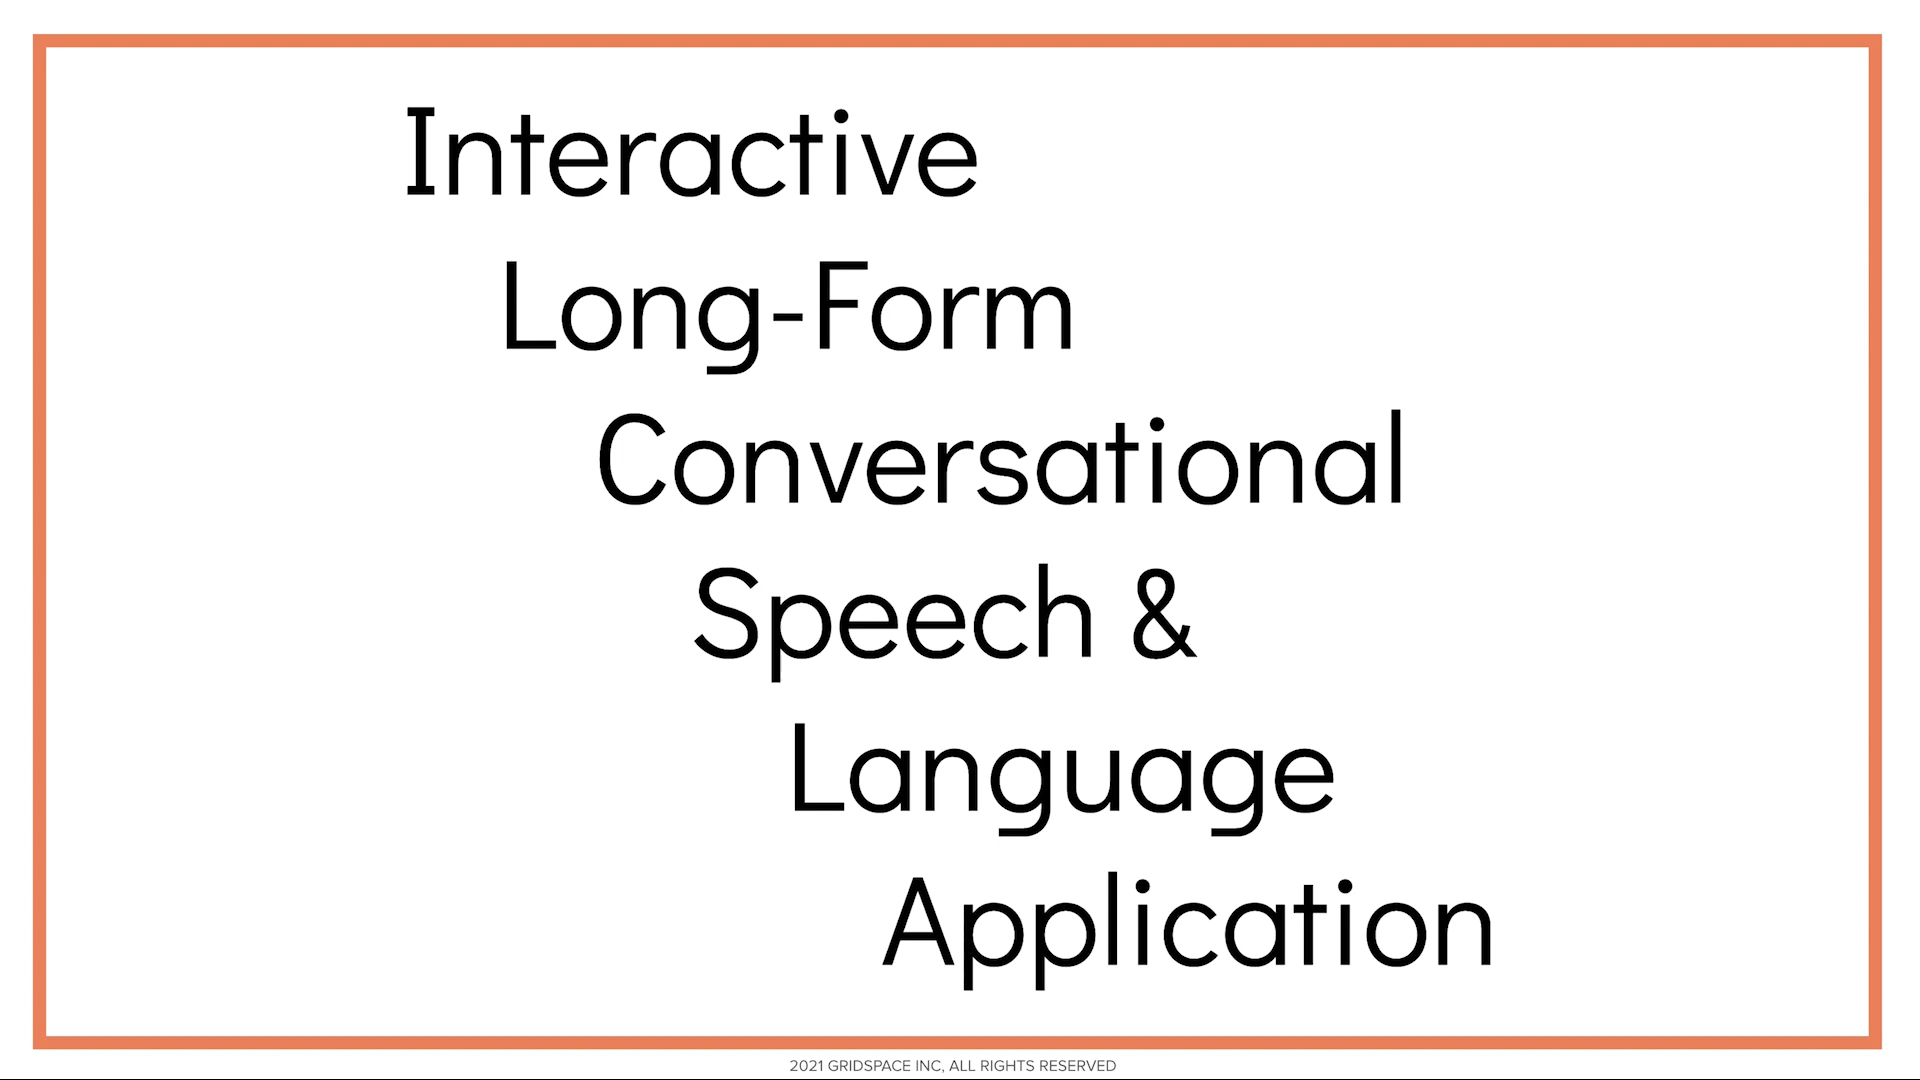 Interactive
Long-Form
Conversational
Speech &
Language
Application
2021 GRIDSPACE INC, ALL RIGHTS RESERVED